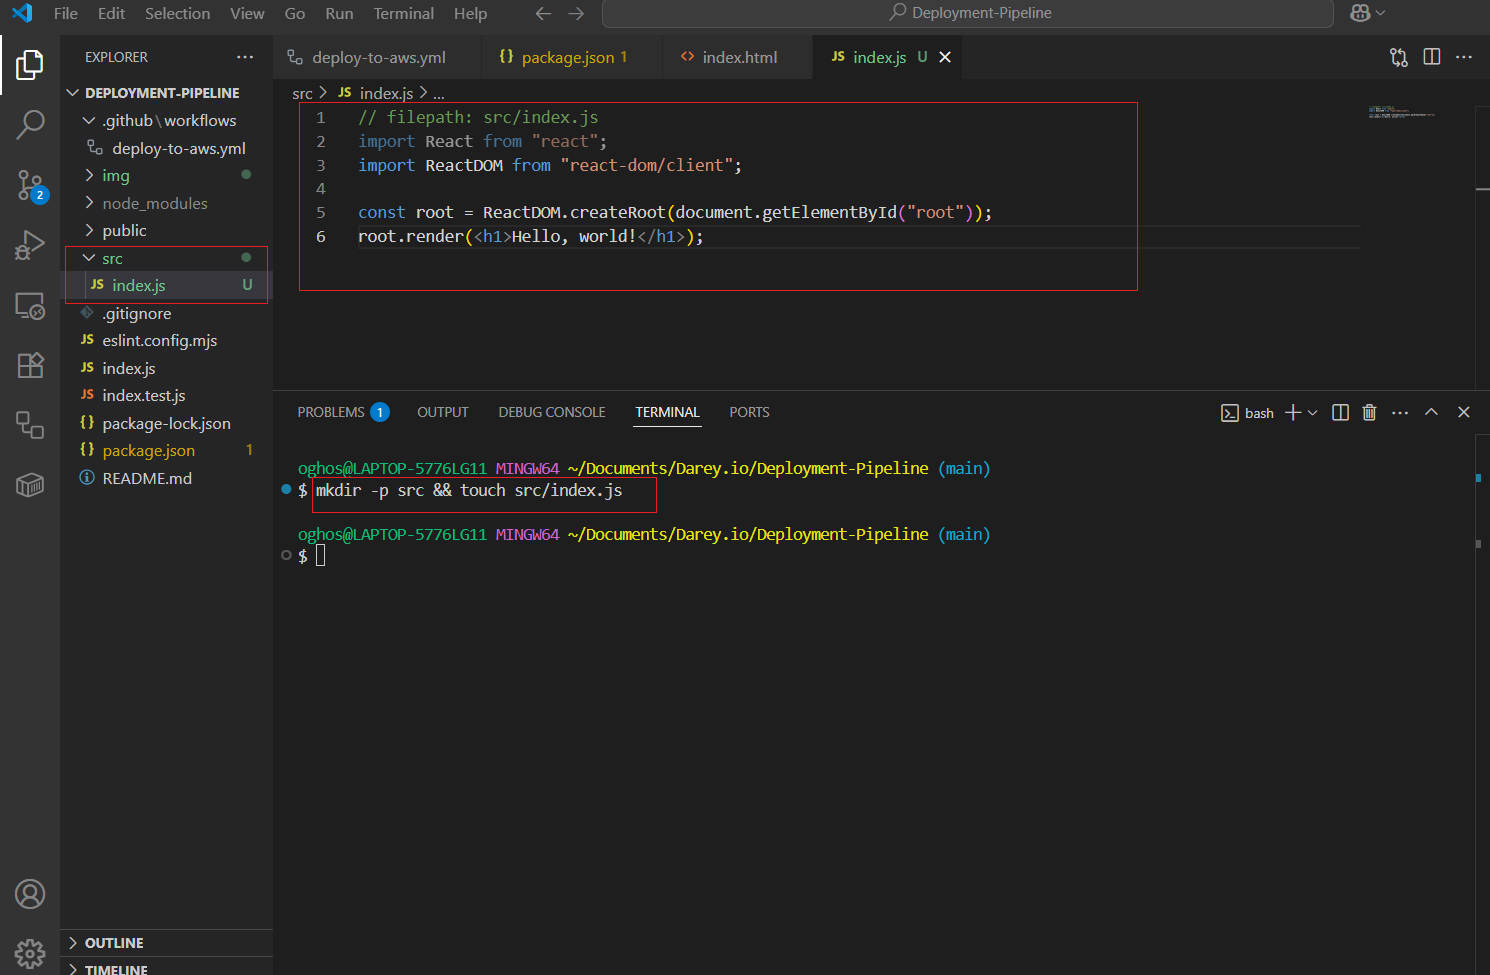 File Edit Selection View Go Run Terminal Help
Deployment-Pipeline
EXPLORER
DEPLOYMENT-PIPELINE
.github\workflows
deploy-to-aws.yml
img
node_modules
public
src
JS index.js U
.gitignore
JS eslint.config.mjs
JS index.js
JS index.test.js
{} package-lock.json
{} package.json 1
README.md
OUTLINE
TIMELINE
2
deploy-to-aws.yml
{} package.json 1
<> index.html
JS index.js U
src > JS index.js > ...
1 // filepath: src/index.js
2 import React from "react";
3 import ReactDOM from "react-dom/client";
4
5 const root = ReactDOM.createRoot(document.getElementById("root"));
6 root.render(<h1>Hello, world!</h1>);
PROBLEMS 1 OUTPUT DEBUG CONSOLE TERMINAL PORTS
bash
oghos@LAPTOP-5776LG11 MINGW64 ~/Documents/Darey.io/Deployment-Pipeline (main)
$ mkdir -p src && touch src/index.js
oghos@LAPTOP-5776LG11 MINGW64 ~/Documents/Darey.io/Deployment-Pipeline (main)
$